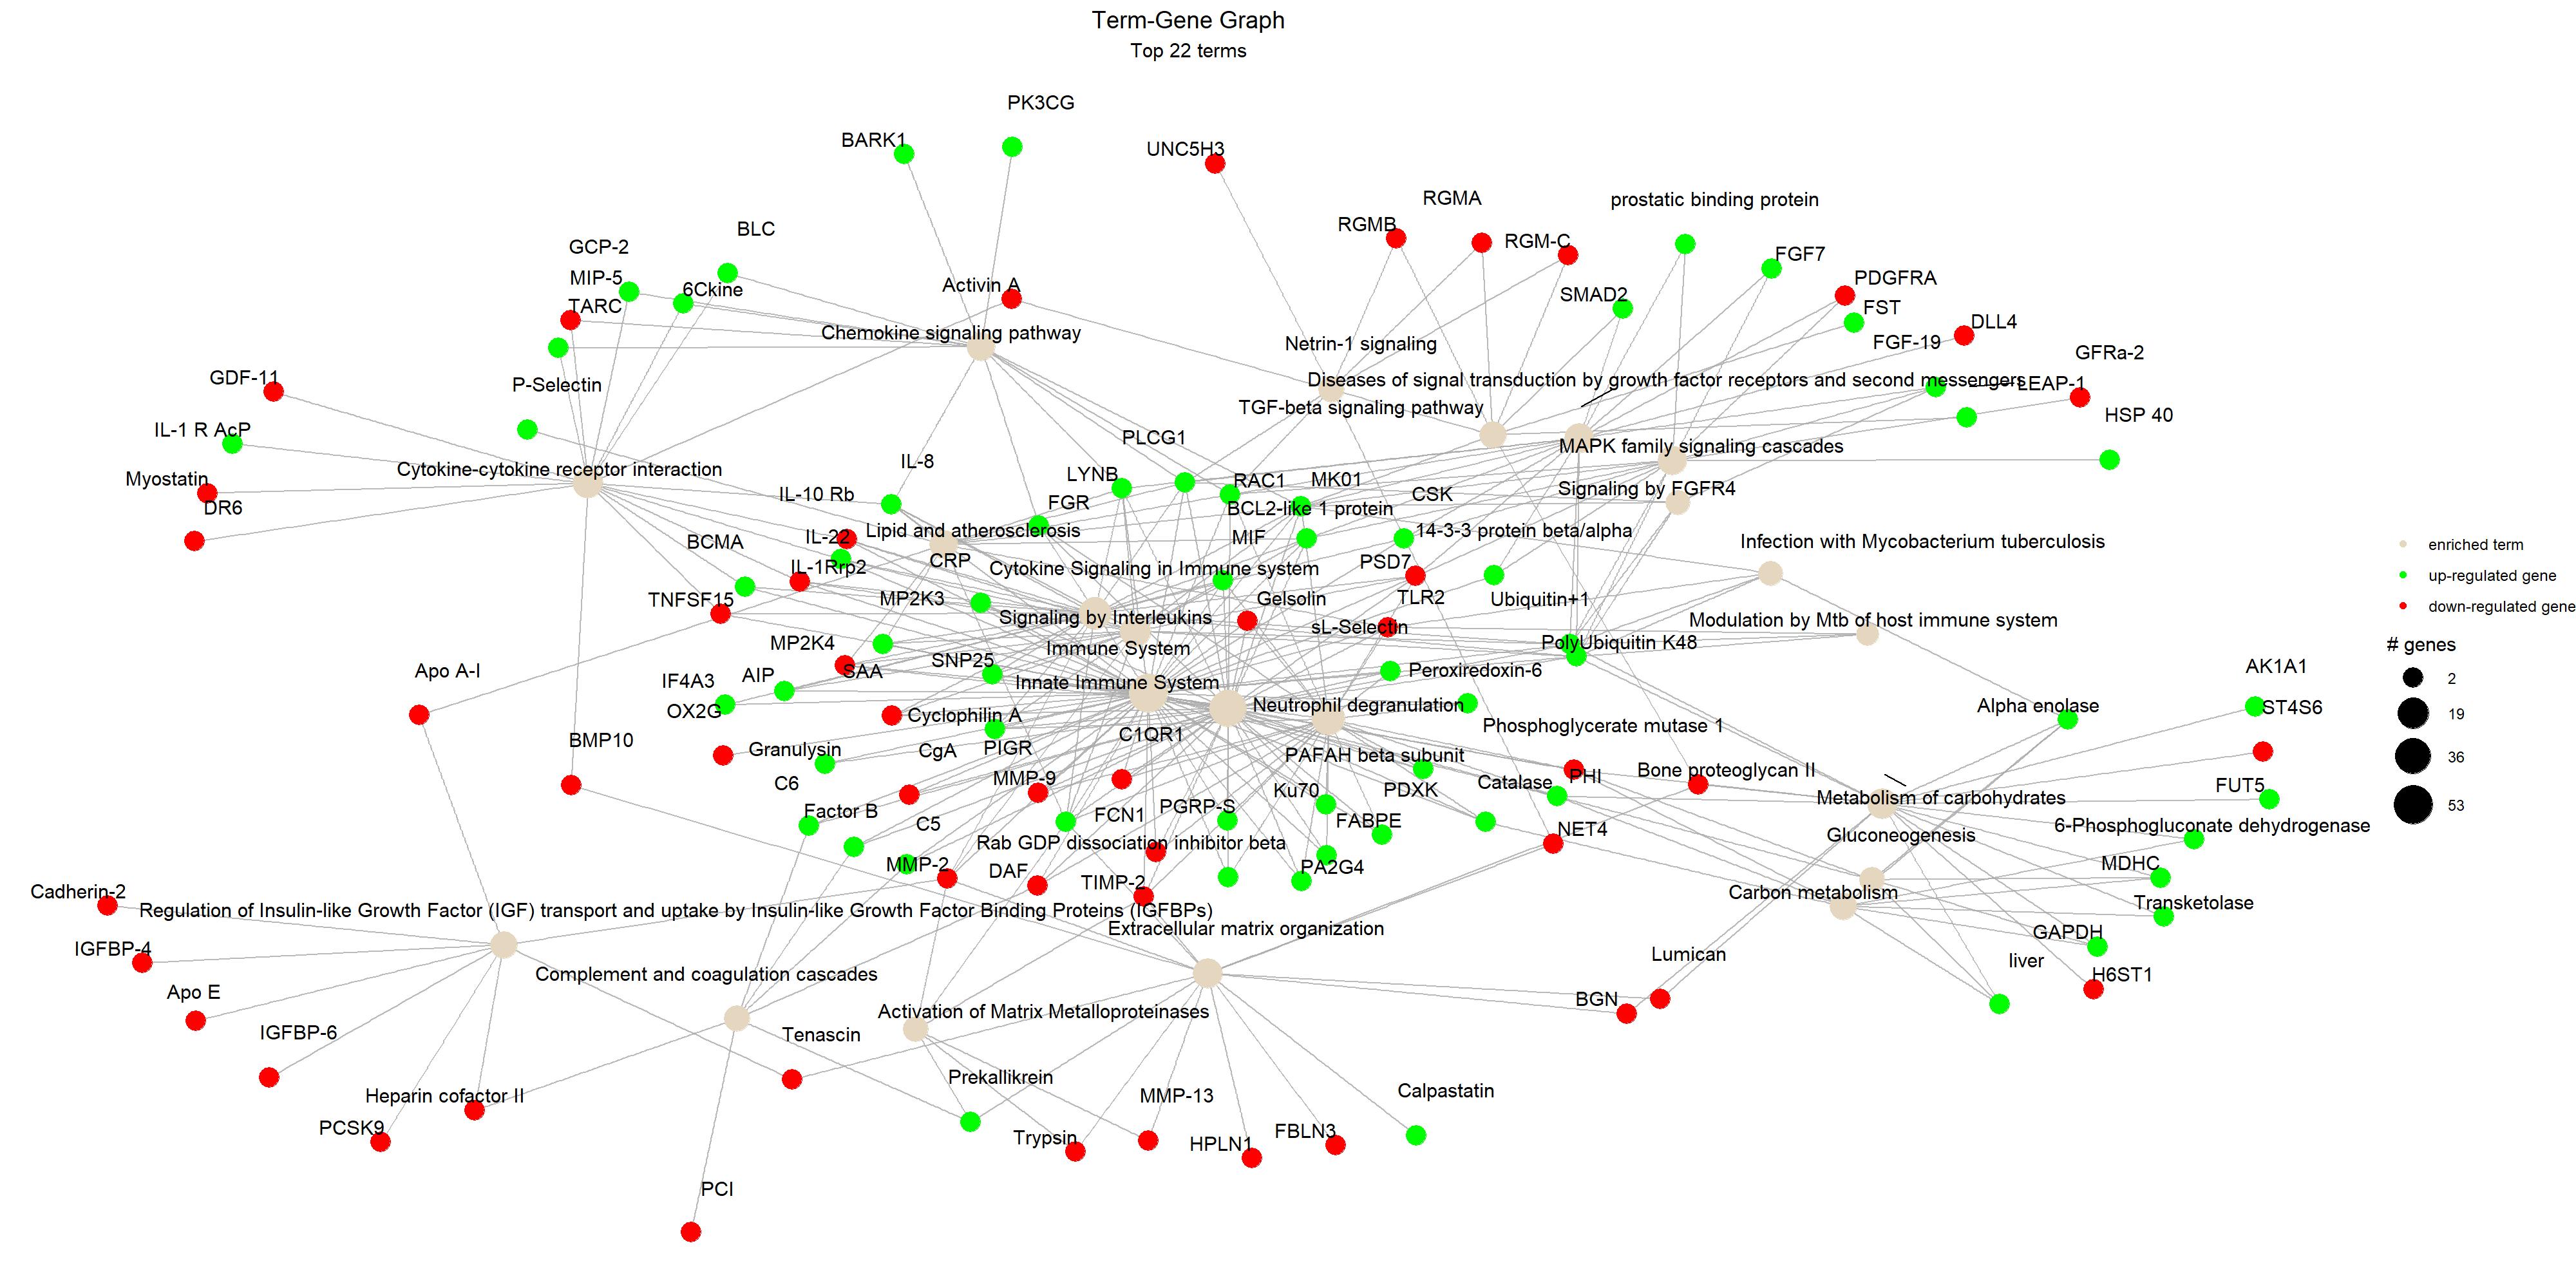 Term-Gene Graph
Top 22 terms
PK3CG
BARK1
UNC5H3
RGMA
prostatic binding protein
RGMB
BLC
RGM-C
GCP-2
FGF7
MIP-5
PDGFRA
6Ckine
Activin A
SMAD2
TARC
FST
DLL4
Chemokine signaling pathway
Netrin-1 signaling
FGF-19
GFRa-2
GDF-11
P-Selectin
Diseases of signal transduction by growth factor receptors and second messengers
LEAP-1
TGF-beta signaling pathway
HSP 40
IL-1 R AcP
PLCG1
MAPK family signaling cascades
IL-8
Cytokine-cytokine receptor interaction
LYNB
Myostatin
RAC1
MK01
Signaling by FGFR4
IL-10 Rb
CSK
FGR
DR6
BCL2-like 1 protein
Lipid and atherosclerosis
14-3-3 protein beta/alpha
IL-22
MIF
BCMA
Infection with Mycobacterium tuberculosis
enriched term
CRP
PSD7
IL-1Rrp2
Cytokine Signaling in Immune system
up-regulated gene
TNFSF15
MP2K3
Gelsolin
TLR2
Ubiquitin+1
down-regulated gene
Signaling by Interleukins
sL-Selectin
Modulation by Mtb of host immune system
MP2K4
Immune System
PolyUbiquitin K48
# genes
SNP25
AK1A1
Apo A-I
AIP
SAA
Peroxiredoxin-6
2
IF4A3
Innate Immune System
OX2G
Cyclophilin A
Neutrophil degranulation
Alpha enolase
ST4S6
19
Phosphoglycerate mutase 1
BMP10
Granulysin
CgA
PIGR
C1QR1
PAFAH beta subunit
36
C6
MMP-9
Catalase
PHI
Bone proteoglycan II
FUT5
Ku70
PDXK
Metabolism of carbohydrates
53
Factor B
C5
FCN1
PGRP-S
FABPE
NET4
6-Phosphogluconate dehydrogenase
Rab GDP dissociation inhibitor beta
Gluconeogenesis
MMP-2
DAF
PA2G4
MDHC
TIMP-2
Cadherin-2
Carbon metabolism
Transketolase
Regulation of Insulin-like Growth Factor (IGF) transport and uptake by Insulin-like Growth Factor Binding Proteins (IGFBPs)
Extracellular matrix organization
GAPDH
IGFBP-4
Lumican
liver
Complement and coagulation cascades
H6ST1
Apo E
BGN
Activation of Matrix Metalloproteinases
IGFBP-6
Tenascin
Prekallikrein
Calpastatin
Heparin cofactor II
MMP-13
PCSK9
Trypsin
HPLN1
FBLN3
PCI